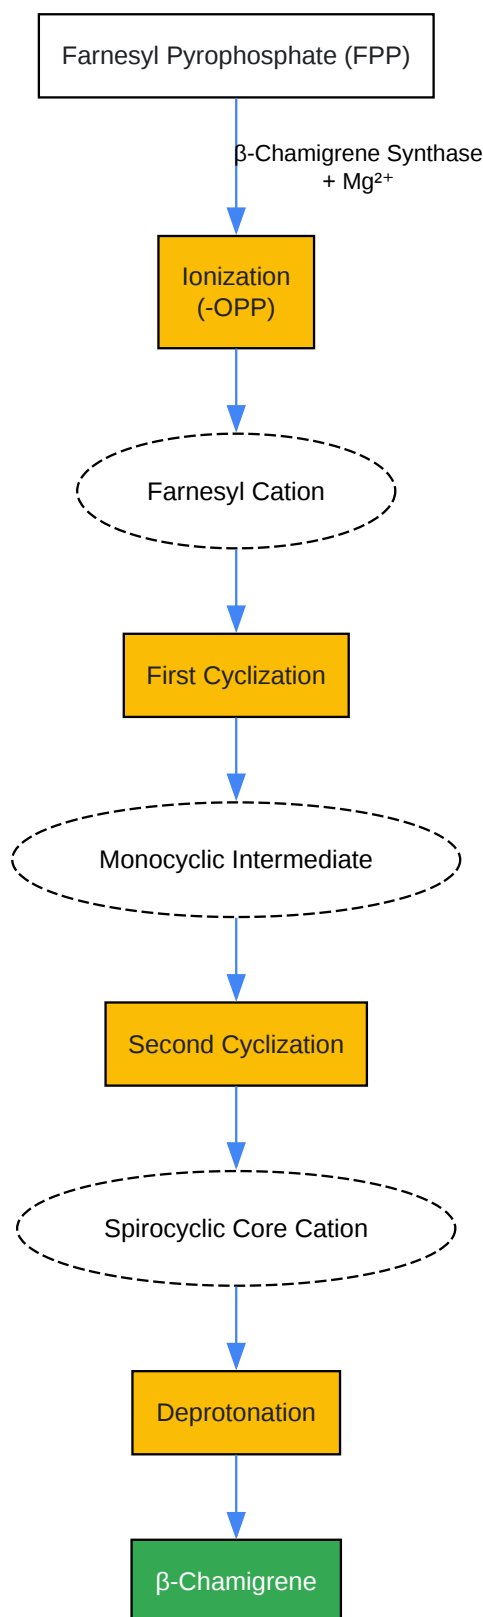 Farnesyl Pyrophosphate (FPP)
β-Chamigrene Synthase
+ Mg²⁺
Ionization
(-OPP)
Farnesyl Cation
First Cyclization
Monocyclic Intermediate
Second Cyclization
Spirocyclic Core Cation
Deprotonation
β-Chamigrene